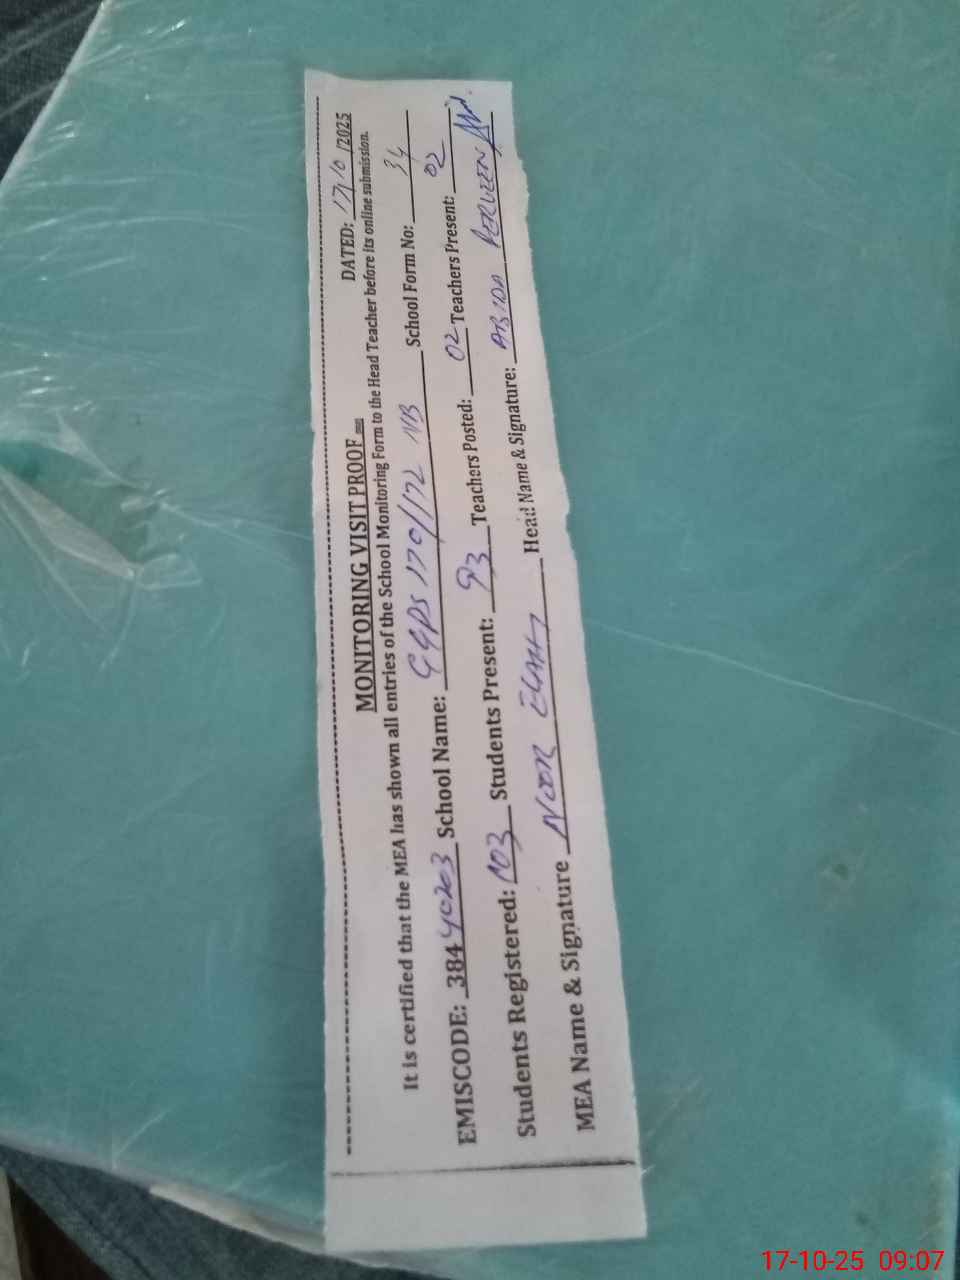 DATED: 17/10/2025
MONITORING VISIT PROOF
It is certified that the MEA has shown all entries of the School Monitoring Form to the Head Teacher before its online submission.
EMISCODE: 38440203 School Name: GGPS 170/172 NB School Form No: 34
Students Registered: 103 Students Present: 93 Teachers Posted: 02 Teachers Present: 02
MEA Name & Signature NOOR ELAHI Head Name & Signature: ABIDA PERVEEN
17-10-25 09:07